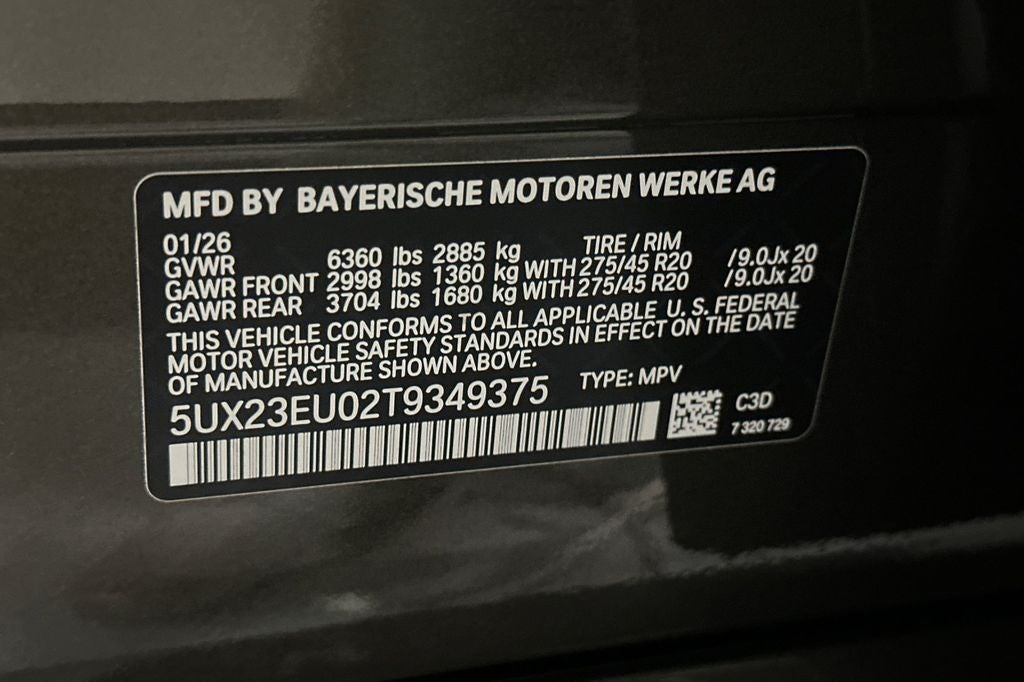 MFD BY BAYERISCHE MOTOREN WERKE AG
01/26 TIRE / RIM
GVWR 6360 lbs 2885 kg
GAWR FRONT 2998 lbs 1360 kg WITH 275/45 R20 /9.0Jx 20
GAWR REAR 3704 lbs 1680 kg WITH 275/45 R20 /9.0Jx 20
THIS VEHICLE CONFORMS TO ALL APPLICABLE U. S. FEDERAL
MOTOR VEHICLE SAFETY STANDARDS IN EFFECT ON THE DATE
OF MANUFACTURE SHOWN ABOVE.
5UX23EU02T9349375 TYPE: MPV
C3D
7 320 729